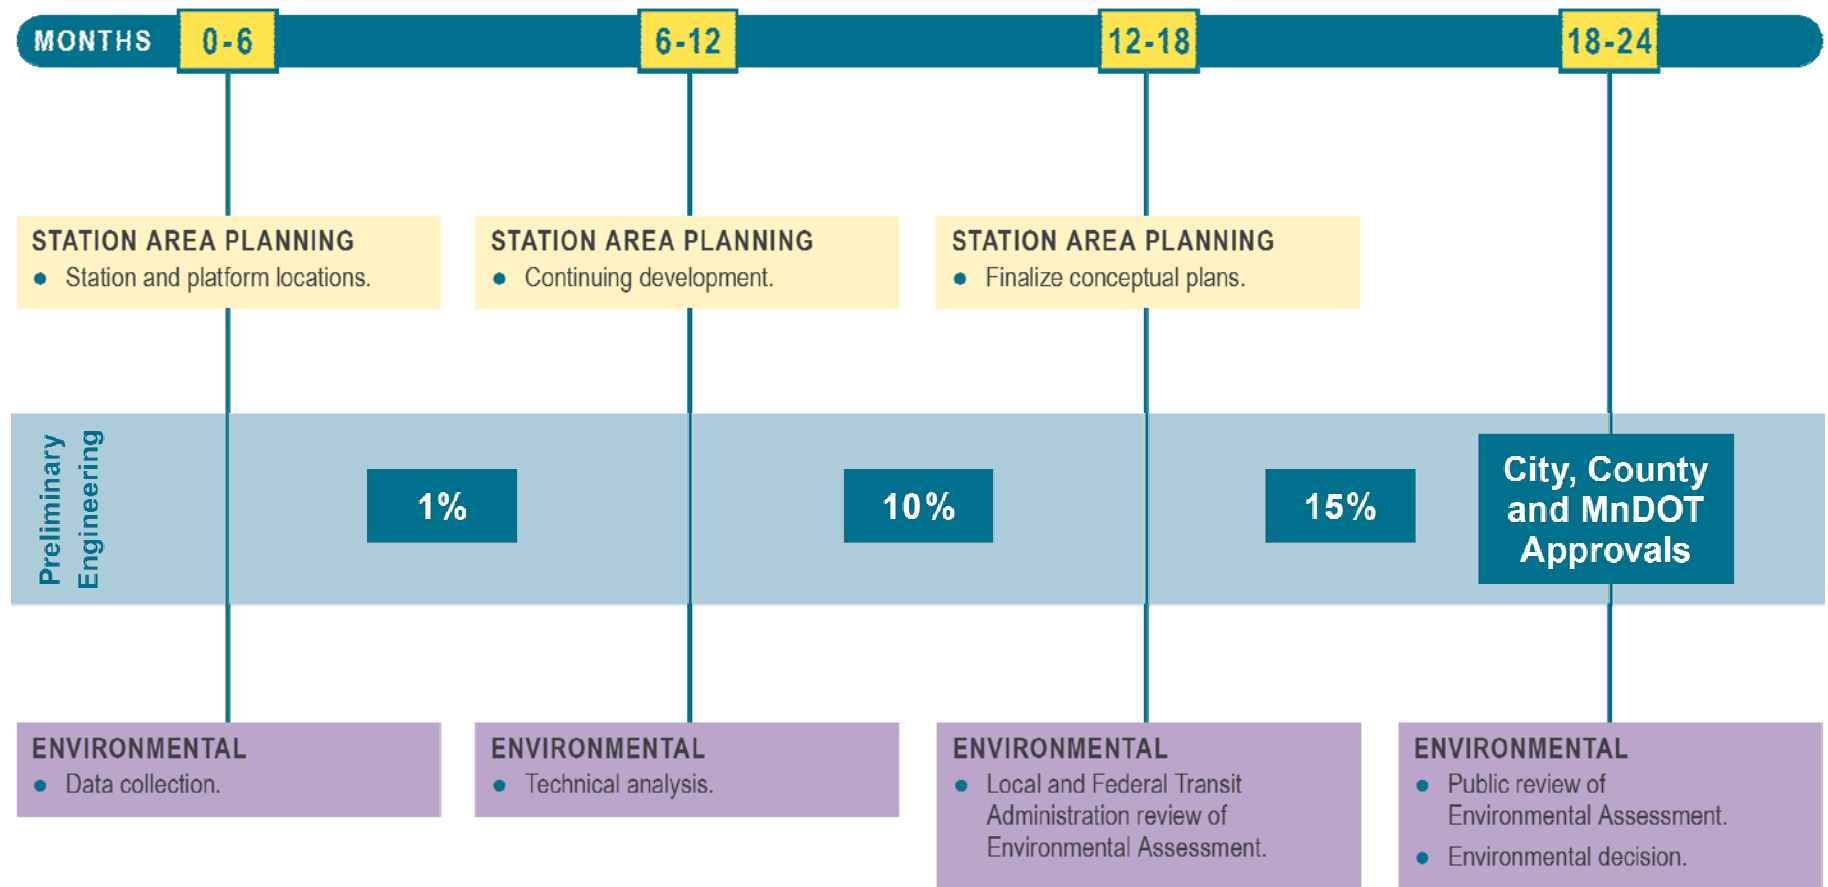 MONTHS 0-6 6-12 12-18 18-24
STATION AREA PLANNING
● Station and platform locations.
STATION AREA PLANNING
● Continuing development.
STATION AREA PLANNING
● Finalize conceptual plans.
Preliminary
Engineering
1%
10%
15%
City, County
and MnDOT
Approvals
ENVIRONMENTAL
● Data collection.
ENVIRONMENTAL
● Technical analysis.
ENVIRONMENTAL
● Local and Federal Transit
Administration review of
Environmental Assessment.
ENVIRONMENTAL
● Public review of
Environmental Assessment.
● Environmental decision.